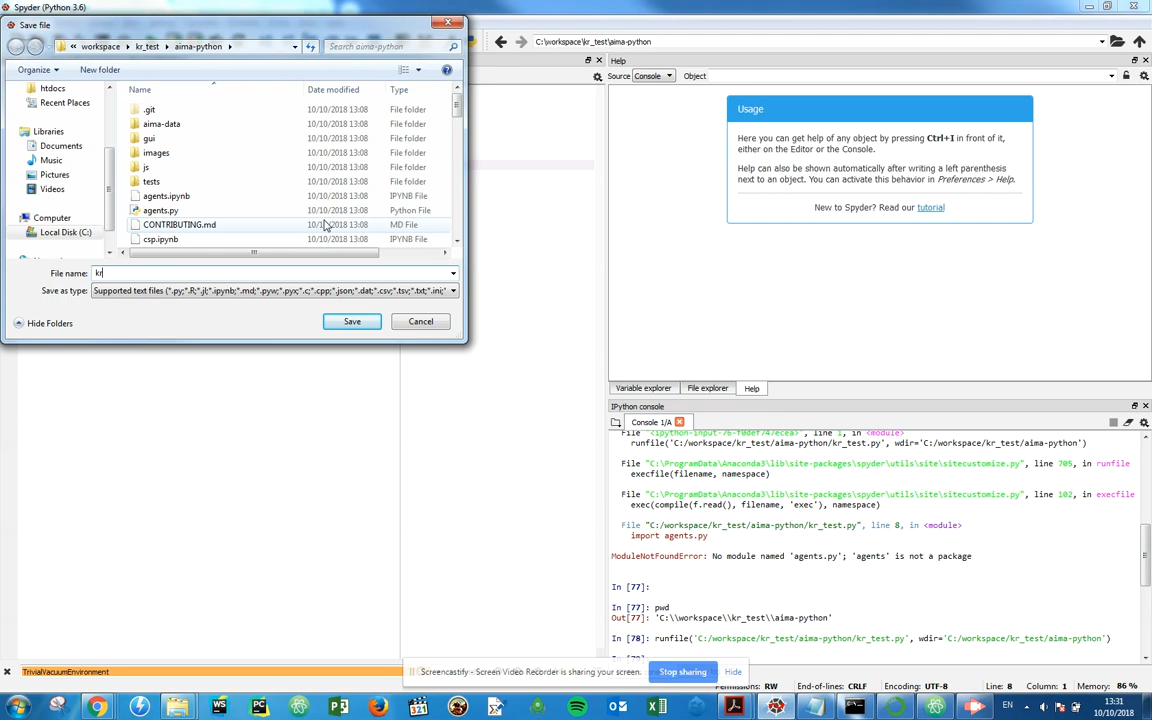 Spyder (Python 3.6)
Save file
workspace ▸ kr_test ▸ aima-python ▸
Search aima-python
C:\workspace\kr_test\aima-python
Organize
New folder
Help
Source Console
Object
htdocs
Recent Places
Libraries
Documents
Music
Pictures
Videos
Computer
Local Disk (C:)
Name Date modified Type
.git 10/10/2018 13:08 File folder
aima-data 10/10/2018 13:08 File folder
gui 10/10/2018 13:08 File folder
images 10/10/2018 13:08 File folder
js 10/10/2018 13:08 File folder
tests 10/10/2018 13:08 File folder
agents.ipynb 10/10/2018 13:08 IPYNB File
agents.py 10/10/2018 13:08 Python File
CONTRIBUTING.md 10/10/2018 13:08 MD File
csp.ipynb 10/10/2018 13:08 IPYNB File
File name: kr
Save as type: Supported text files (*.py;*.R;*.jl;*.ipynb;*.md;*.pyw;*.pyx;*.c;*.cpp;*.json;*.dat;*.csv;*.tsv;*.txt;*.ini;*
Hide Folders
Save
Cancel
Usage
Here you can get help of any object by pressing Ctrl+I in front of it,
either on the Editor or the Console.
Help can also be shown automatically after writing a left parenthesis
next to an object. You can activate this behavior in Preferences > Help.
New to Spyder? Read our tutorial
Variable explorer
File explorer
Help
IPython console
Console 1/A
File "<ipython-input-76-f0def747ecea>", line 1, in <module>
runfile('C:/workspace/kr_test/aima-python/kr_test.py', wdir='C:/workspace/kr_test/aima-python')
File "C:\ProgramData\Anaconda3\lib\site-packages\spyder\utils\site\sitecustomize.py", line 705, in runfile
execfile(filename, namespace)
File "C:\ProgramData\Anaconda3\lib\site-packages\spyder\utils\site\sitecustomize.py", line 102, in execfile
exec(compile(f.read(), filename, 'exec'), namespace)
File "C:/workspace/kr_test/aima-python/kr_test.py", line 8, in <module>
import agents.py
ModuleNotFoundError: No module named 'agents.py'; 'agents' is not a package
In [77]:
In [77]: pwd
Out[77]: 'C:\\workspace\\kr_test\\aima-python'
In [78]: runfile('C:/workspace/kr_test/aima-python/kr_test.py', wdir='C:/workspace/kr_test/aima-python')
TrivialVacuumEnvironment
Screencastify - Screen Video Recorder is sharing your screen.
Stop sharing
Hide
Permissions: RW End-of-lines: CRLF Encoding: UTF-8 Line: 8 Column: 1 Memory: 86 %
EN
13:31
10/10/2018